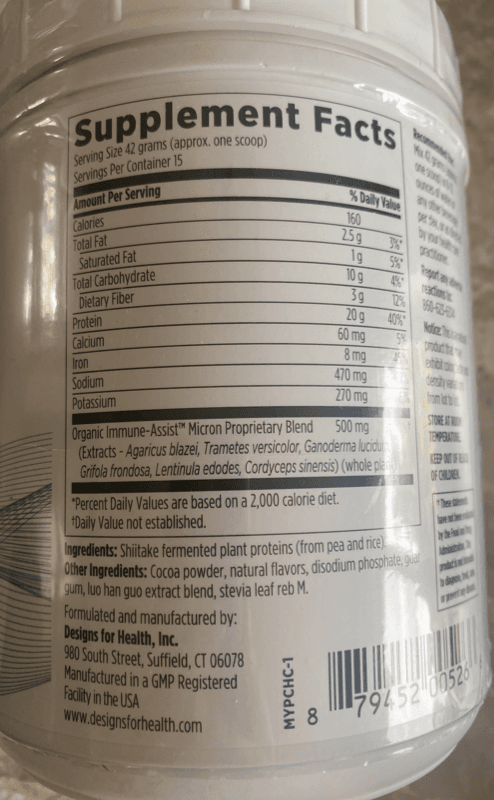 Supplement Facts
Serving Size 42 grams (approx. one scoop)
Servings Per Container 15
Amount Per Serving % Daily Value
Calories 160
Total Fat 2.5 g 3%*
Saturated Fat 1 g 5%*
Total Carbohydrate 10 g 4%*
Dietary Fiber 3 g 12%
Protein 20 g 40%*
Calcium 60 mg 5%
Iron 8 mg
Sodium 470 mg
Potassium 270 mg
Organic Immune-Assist™ Micron Proprietary Blend 500 mg
(Extracts - Agaricus blazei, Trametes versicolor, Ganoderma lucidum,
Grifola frondosa, Lentinula edodes, Cordyceps sinensis) (whole
*Percent Daily Values are based on a 2,000 calorie diet.
†Daily Value not established.
Ingredients: Shiitake fermented plant proteins (from pea and rice).
Other Ingredients: Cocoa powder, natural flavors, disodium phosphate, guar
gum, luo han guo extract blend, stevia leaf reb M.
Formulated and manufactured by:
Designs for Health, Inc.
980 South Street, Suffield, CT 06078
Manufactured in a GMP Registered
Facility in the USA
www.designsforhealth.com
MYPCHC-1
8 79452 00526
Notice: This
product
STORE AT
TEMPERATURE.
KEEP OUT OF
OF CHILDREN.